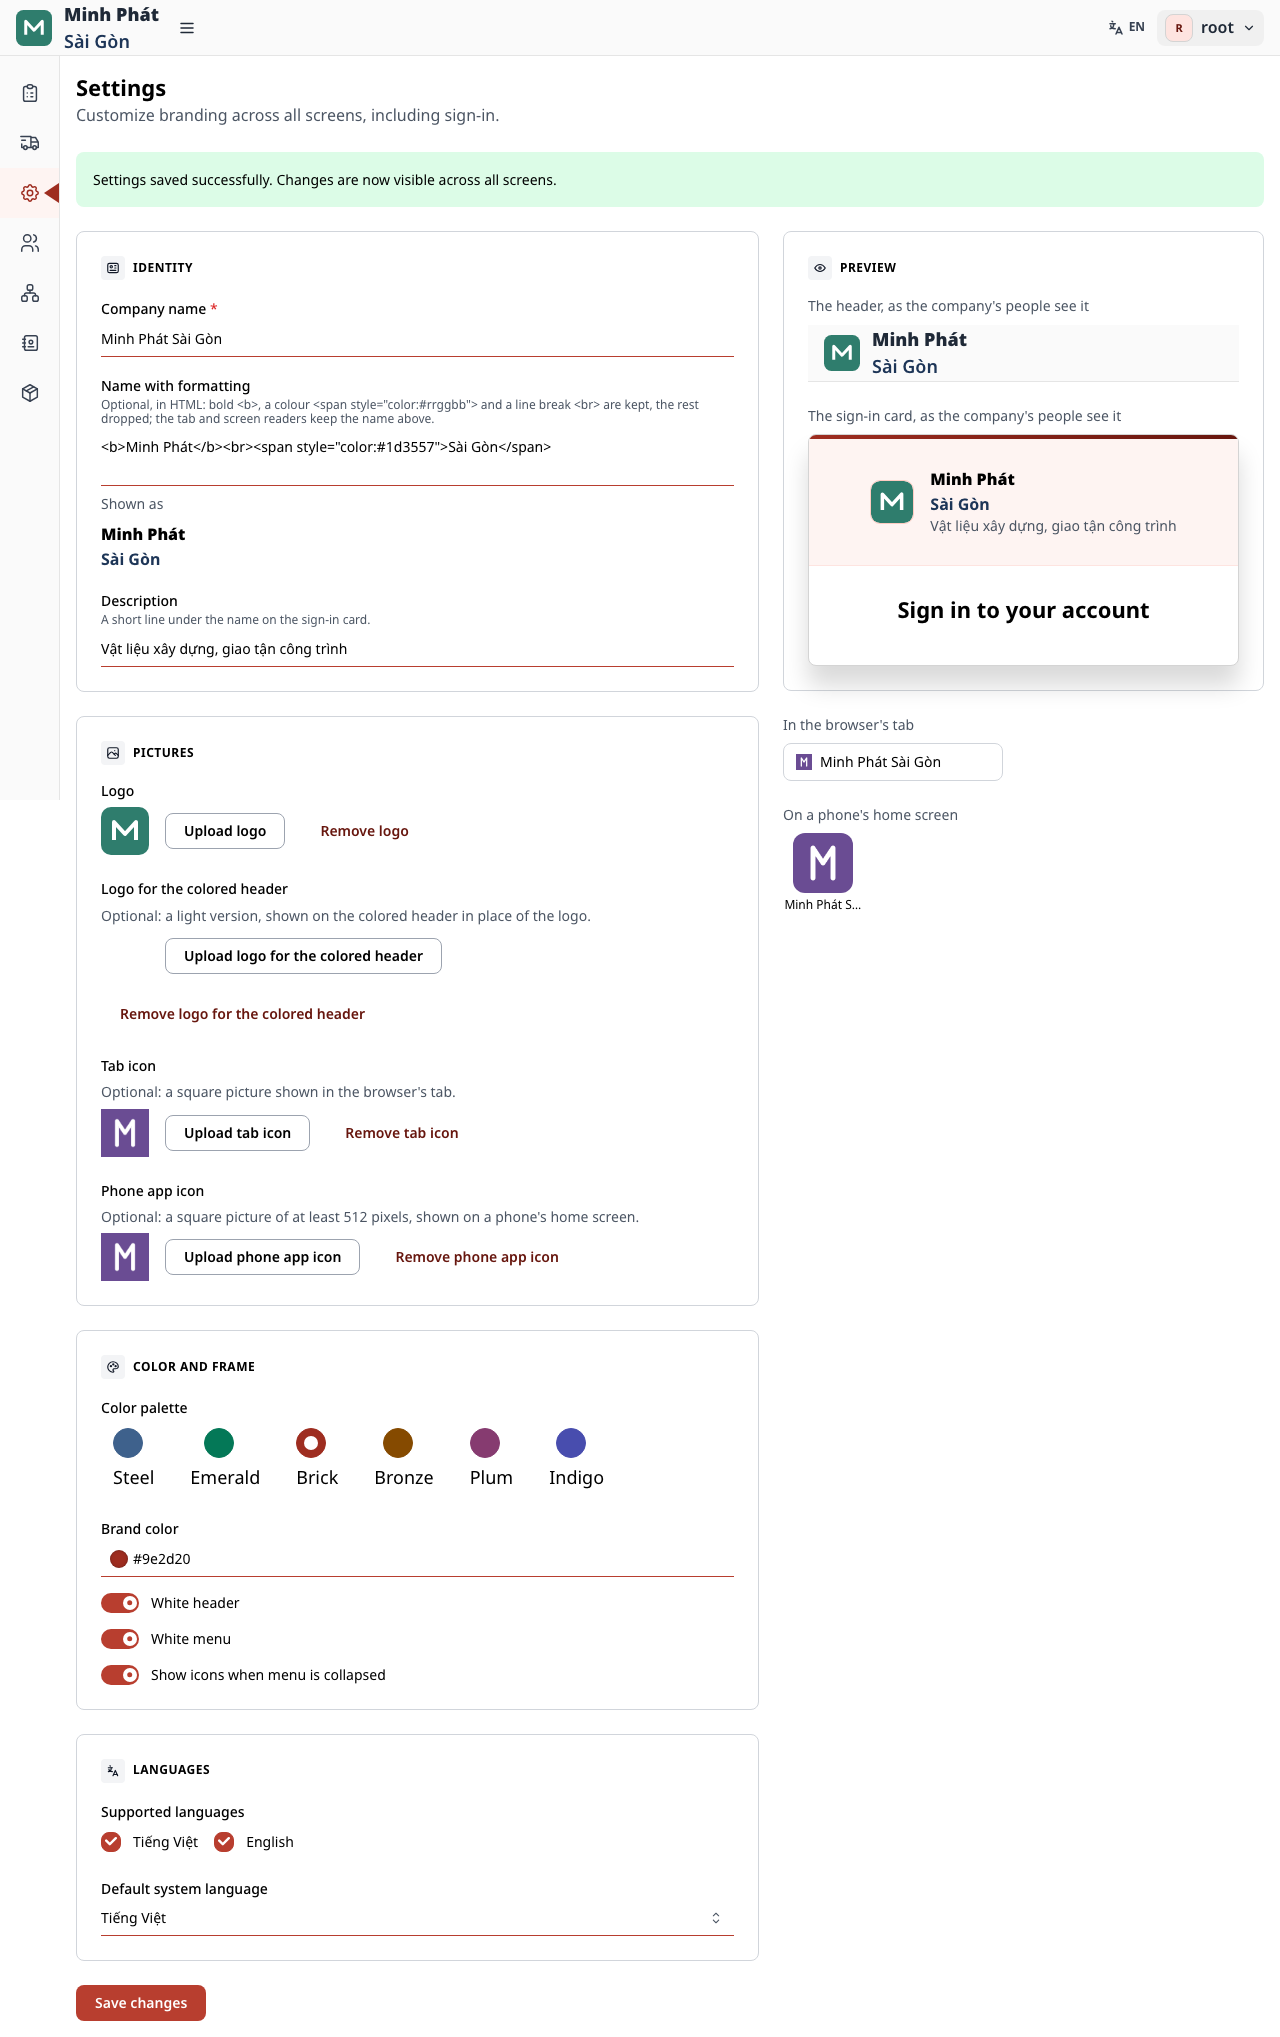 Minh Phát
Sài Gòn
EN
R
root
Settings
Customize branding across all screens, including sign-in.
Settings saved successfully. Changes are now visible across all screens.
IDENTITY
Company name *
Minh Phát Sài Gòn
Name with formatting
Optional, in HTML: bold <b>, a colour <span style="color:#rrggbb"> and a line break <br> are kept, the rest
dropped; the tab and screen readers keep the name above.
<b>Minh Phát</b><br><span style="color:#1d3557">Sài Gòn</span>
Shown as
Minh Phát
Sài Gòn
Description
A short line under the name on the sign-in card.
Vật liệu xây dựng, giao tận công trình
PREVIEW
The header, as the company's people see it
Minh Phát
Sài Gòn
The sign-in card, as the company's people see it
Minh Phát
Sài Gòn
Vật liệu xây dựng, giao tận công trình
Sign in to your account
In the browser's tab
Minh Phát Sài Gòn
On a phone's home screen
Minh Phát S...
PICTURES
Logo
Upload logo
Remove logo
Logo for the colored header
Optional: a light version, shown on the colored header in place of the logo.
Upload logo for the colored header
Remove logo for the colored header
Tab icon
Optional: a square picture shown in the browser's tab.
Upload tab icon
Remove tab icon
Phone app icon
Optional: a square picture of at least 512 pixels, shown on a phone's home screen.
Upload phone app icon
Remove phone app icon
COLOR AND FRAME
Color palette
Steel
Emerald
Brick
Bronze
Plum
Indigo
Brand color
#9e2d20
White header
White menu
Show icons when menu is collapsed
LANGUAGES
Supported languages
Tiếng Việt
English
Default system language
Tiếng Việt
Save changes